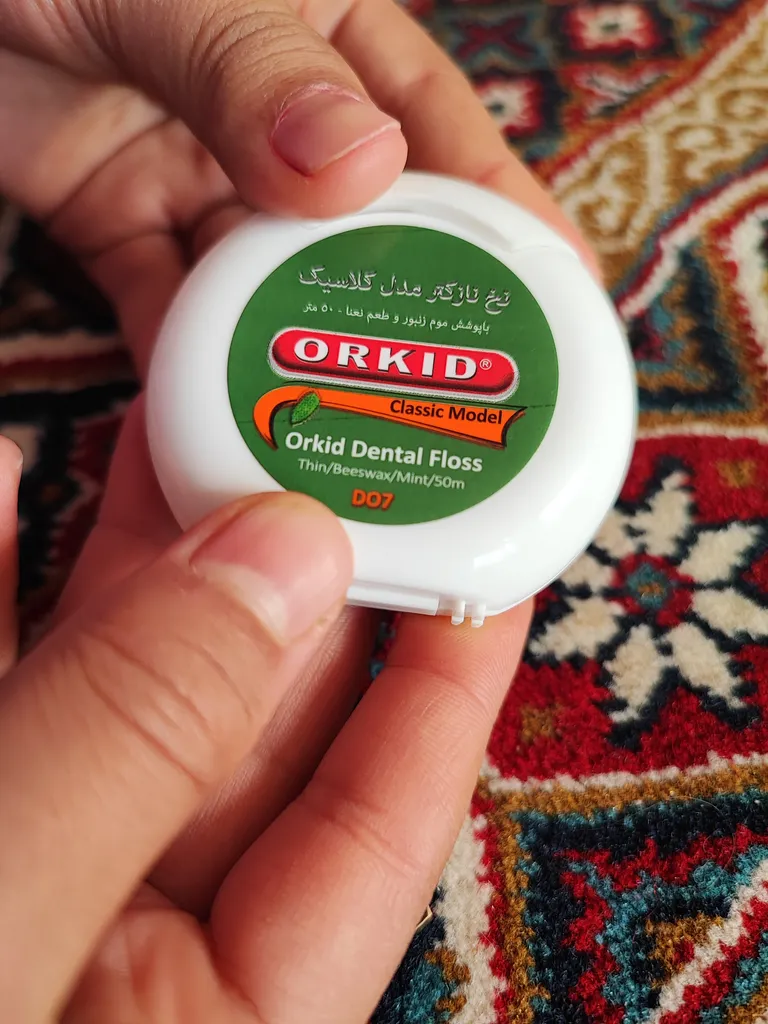 نخ نازکتر مدل کلاسیک
باپوشش موم زنبور و طعم نعنا - ۵۰ متر
ORKID®
Classic Model
Orkid Dental Floss
Thin/Beeswax/Mint/50m
D07